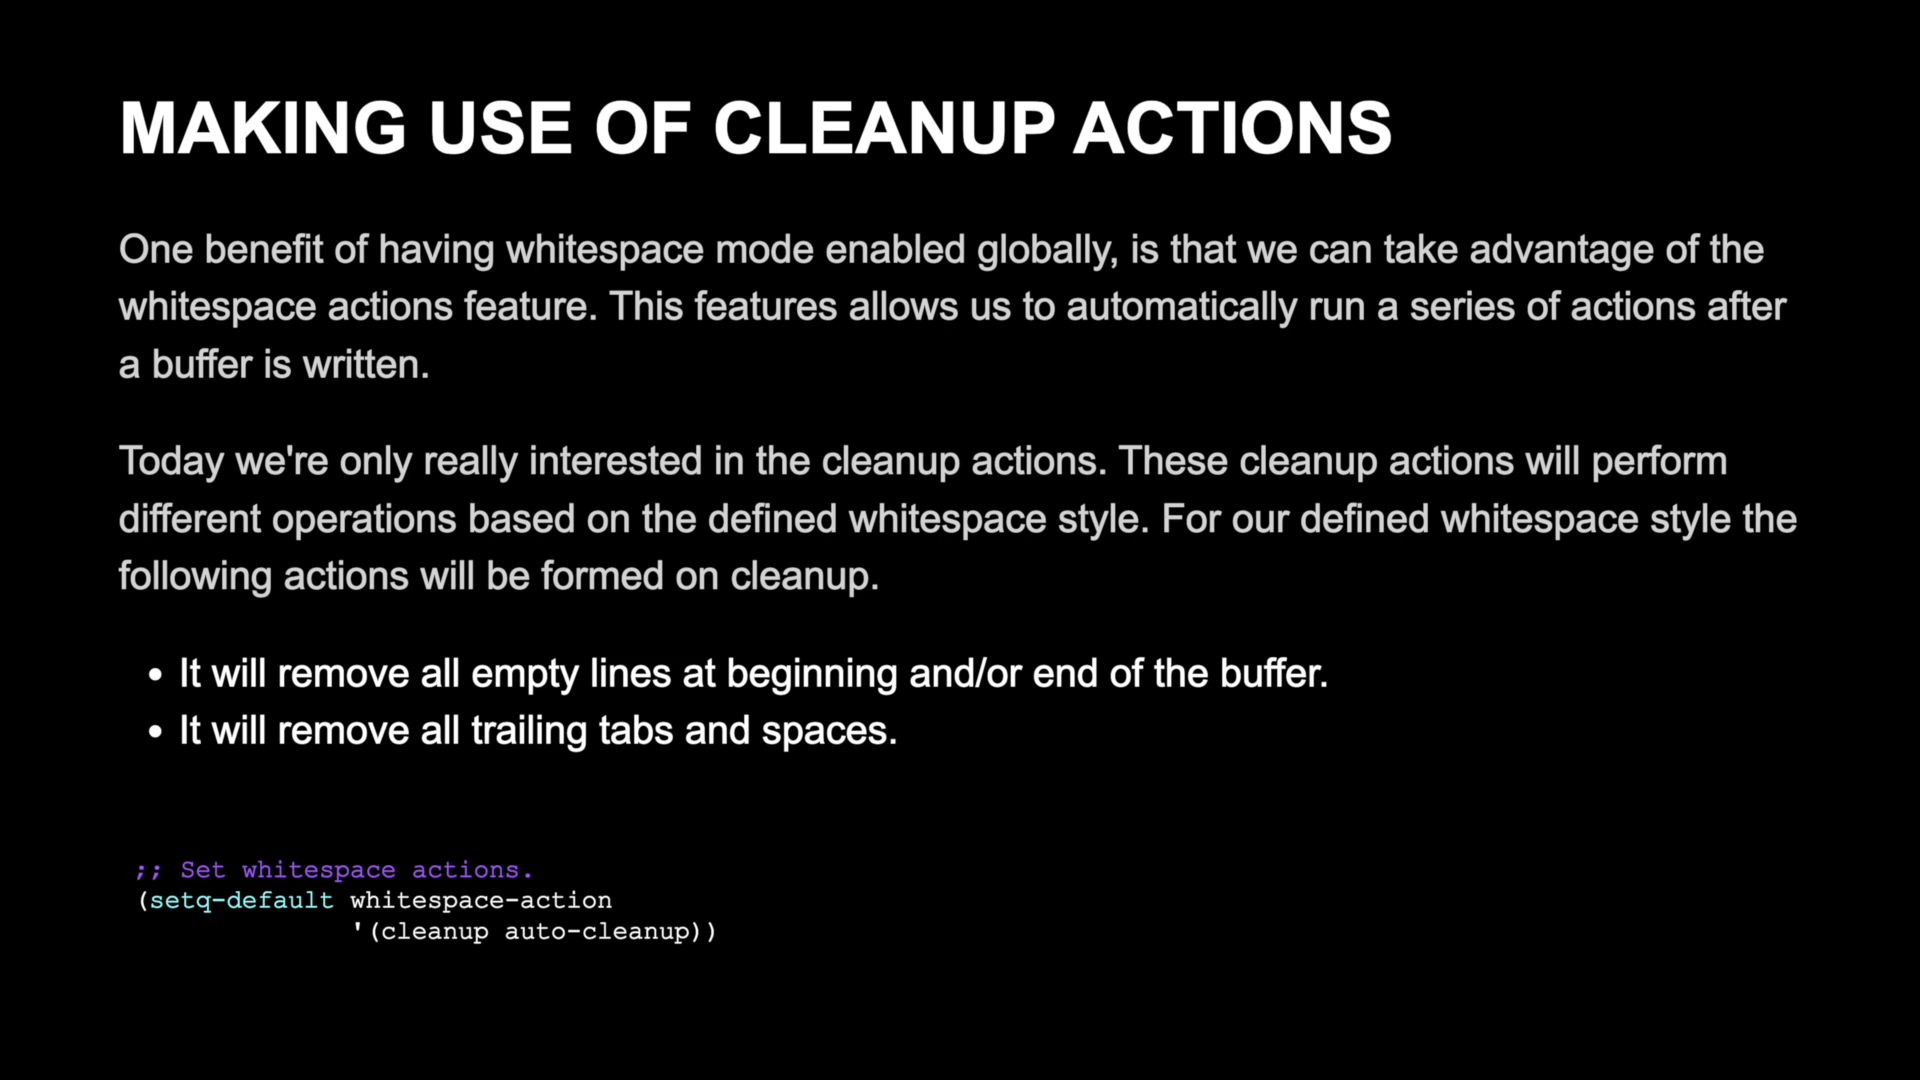 MAKING USE OF CLEANUP ACTIONS
One benefit of having whitespace mode enabled globally, is that we can take advantage of the
whitespace actions feature. This features allows us to automatically run a series of actions after
a buffer is written.
Today we're only really interested in the cleanup actions. These cleanup actions will perform
different operations based on the defined whitespace style. For our defined whitespace style the
following actions will be formed on cleanup.
• It will remove all empty lines at beginning and/or end of the buffer.
• It will remove all trailing tabs and spaces.
;; Set whitespace actions.
(setq-default whitespace-action
'(cleanup auto-cleanup))